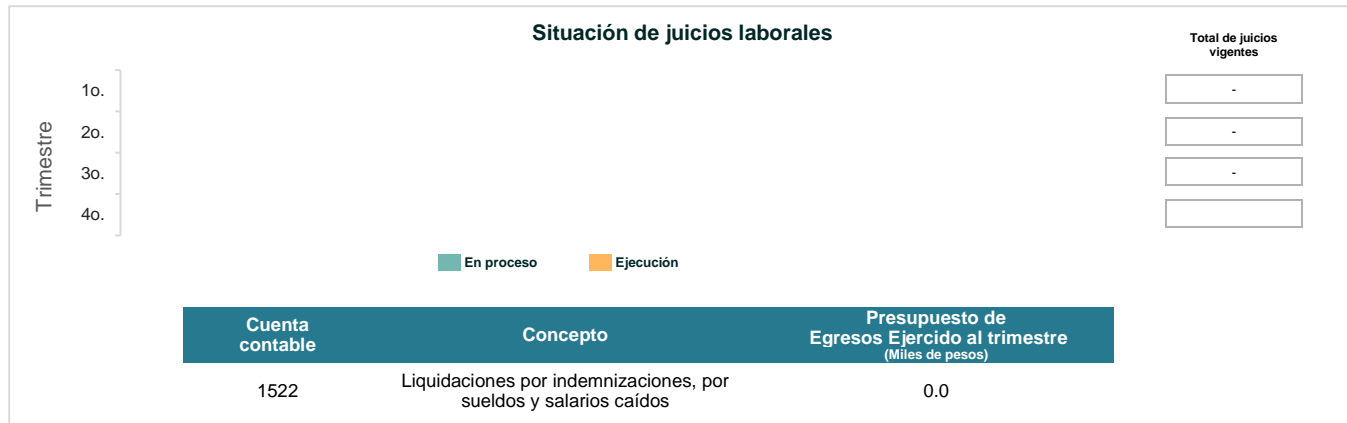 Situación de juicios laborales
Total de juicios
vigentes
Trimestre
1o.
-
2o.
-
3o.
-
4o.
En proceso
Ejecución
Cuenta
contable
Concepto
Presupuesto de
Egresos Ejercido al trimestre
(Miles de pesos)
1522
Liquidaciones por indemnizaciones, por
sueldos y salarios caídos
0.0